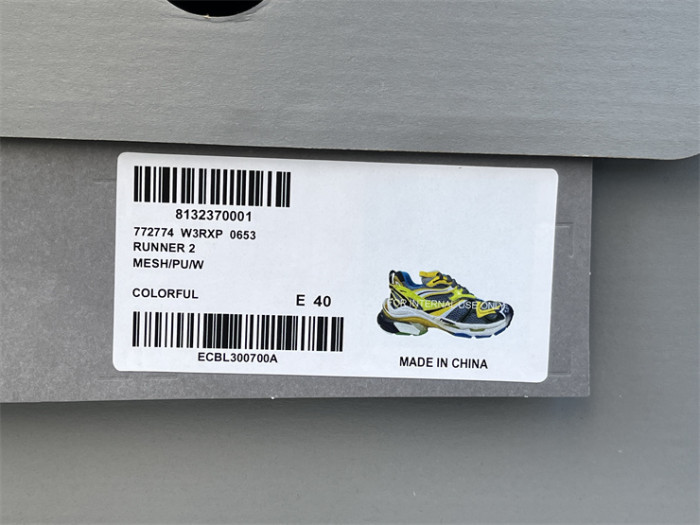 8132370001
772774 W3RXP 0653
RUNNER 2
MESH/PU/W
COLORFUL
E 40
FOR INTERNAL USE ONLY
ECBL300700A
MADE IN CHINA